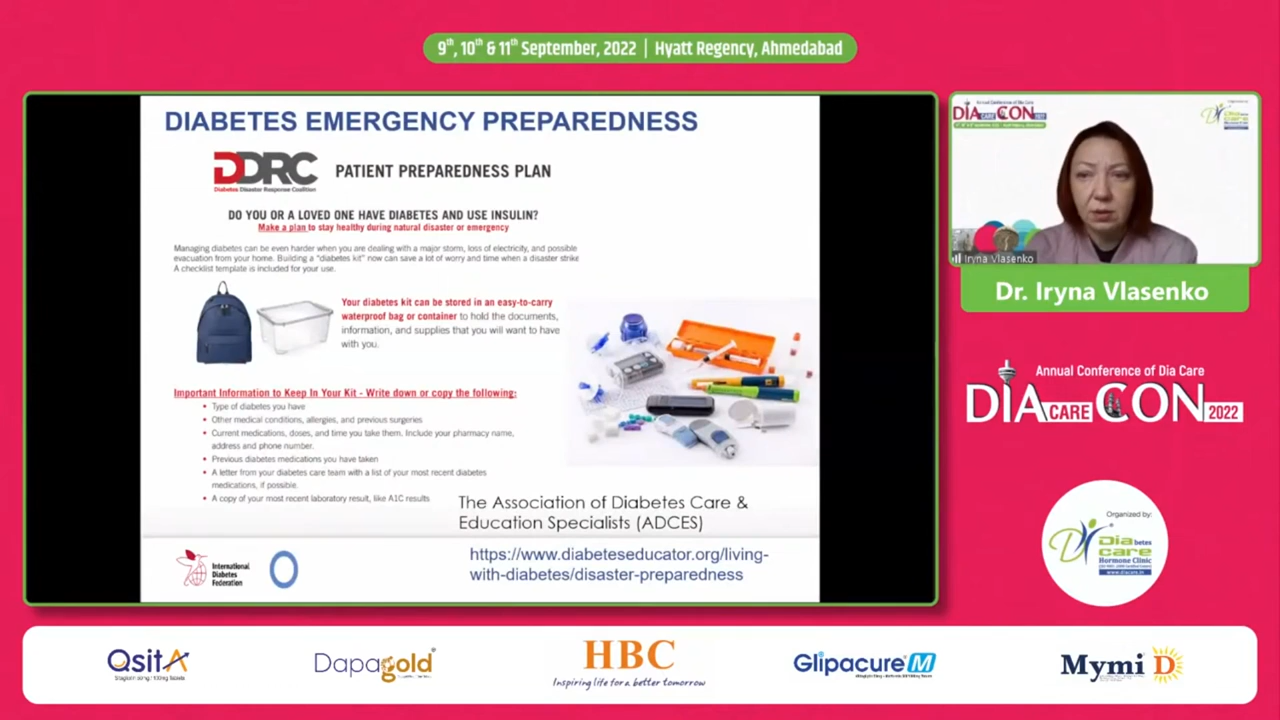 9th, 10th & 11th September, 2022 | Hyatt Regency, Ahmedabad
DIABETES EMERGENCY PREPAREDNESS
DDRC
Diabetes Disaster Response Coalition
PATIENT PREPAREDNESS PLAN
DO YOU OR A LOVED ONE HAVE DIABETES AND USE INSULIN?
Make a plan to stay healthy during natural disaster or emergency
Managing diabetes can be even harder when you are dealing with a major storm, loss of electricity, and possible
evacuation from your home. Building a "diabetes kit" now can save a lot of worry and time when a disaster strike
A checklist template is included for your use.
Your diabetes kit can be stored in an easy-to-carry
waterproof bag or container to hold the documents,
information, and supplies that you will want to have
with you.
Important Information to Keep In Your Kit - Write down or copy the following:
• Type of diabetes you have
• Other medical conditions, allergies, and previous surgeries
• Current medications, doses, and time you take them. Include your pharmacy name,
address and phone number.
• Previous diabetes medications you have taken
• A letter from your diabetes care team with a list of your most recent diabetes
medications, if possible.
• A copy of your most recent laboratory result, like A1C results
The Association of Diabetes Care &
Education Specialists (ADCES)
International
Diabetes
Federation
https://www.diabeteseducator.org/living-
with-diabetes/disaster-preparedness
DIA CARE CON
Iryna Vlasenko
Dr. Iryna Vlasenko
Annual Conference of Dia Care
DIA CARE CON 2022
Organized by:
Diabetes
care
Hormone Clinic
www.diacare.in
Qsita
Dapagold
HBC
Inspiring life for a better tomorrow
Glipacure M
Mymi D